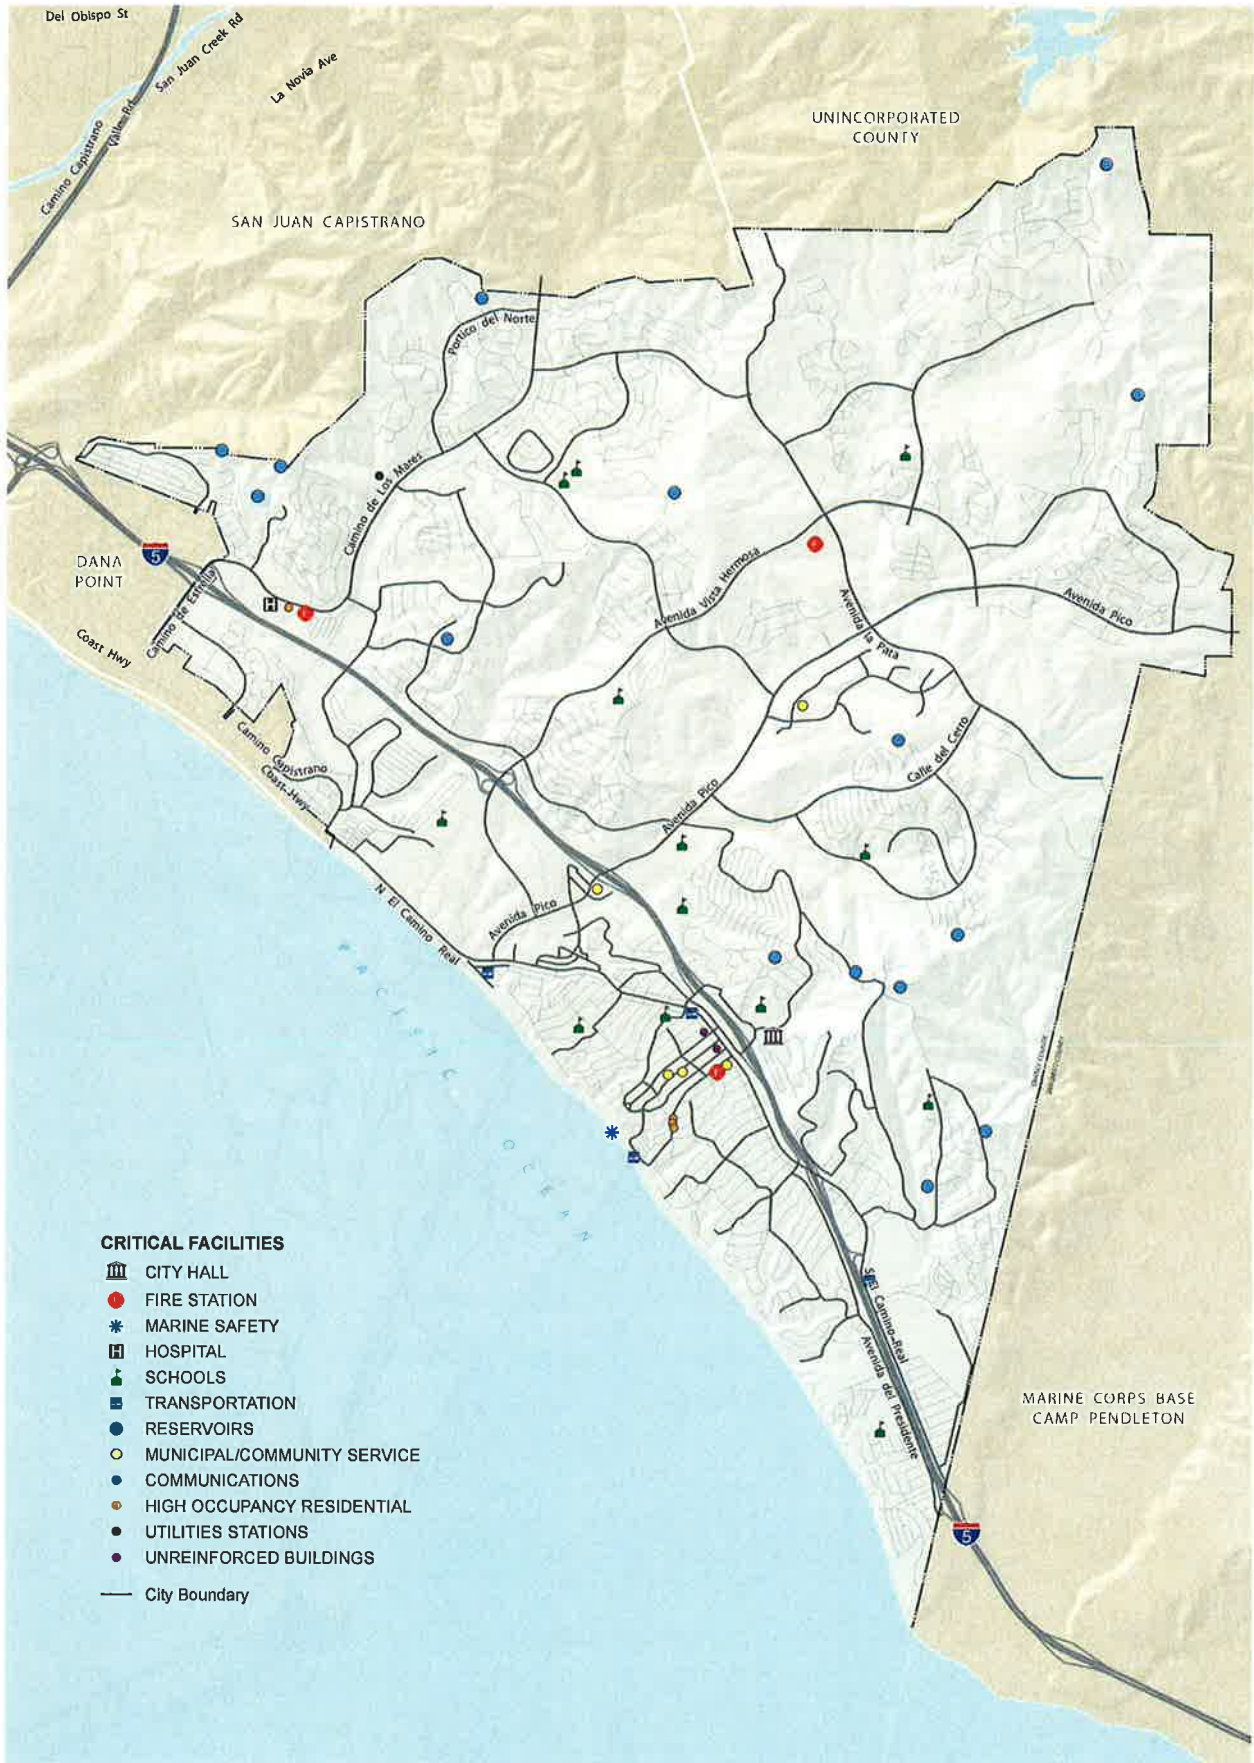 Del Obispo St
San Juan Creek Rd
La Novia Ave
Camino Capistrano
Valle Rd
UNINCORPORATED
COUNTY
SAN JUAN CAPISTRANO
Portico del Norte
Camino de Los Mares
DANA
POINT
5
Camino de Estrella
Coast Hwy
H
Avenida Vista Hermosa
Avenida la Pata
Avenida Pico
Camino Capistrano
Coast Hwy
Calle del Cerro
Avenida Pico
N El Camino Real
Avenida Pico
PACIFIC
OCEAN
ORANGE COUNTY
SAN DIEGO COUNTY
S El Camino Real
Avenida del Presidente
MARINE CORPS BASE
CAMP PENDLETON
5
CRITICAL FACILITIES
CITY HALL
FIRE STATION
MARINE SAFETY
H HOSPITAL
SCHOOLS
TRANSPORTATION
RESERVOIRS
MUNICIPAL/COMMUNITY SERVICE
COMMUNICATIONS
HIGH OCCUPANCY RESIDENTIAL
UTILITIES STATIONS
UNREINFORCED BUILDINGS
City Boundary